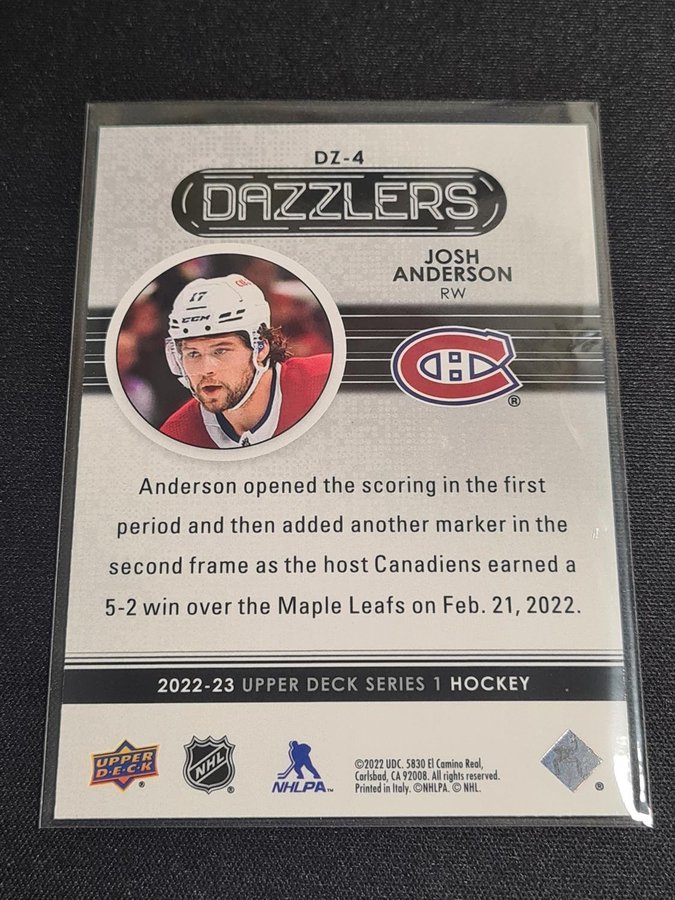 DZ-4
DAZZLERS
JOSH
ANDERSON
RW
17
CCM
Anderson opened the scoring in the first
period and then added another marker in the
second frame as the host Canadiens earned a
5-2 win over the Maple Leafs on Feb. 21, 2022.
2022-23 UPPER DECK SERIES 1 HOCKEY
UPPER
DECK
®
NHL
®
NHLPA
©2022 UDC. 5830 El Camino Real,
Carlsbad, CA 92008. All rights reserved.
Printed in Italy. ©NHLPA. © NHL.
®